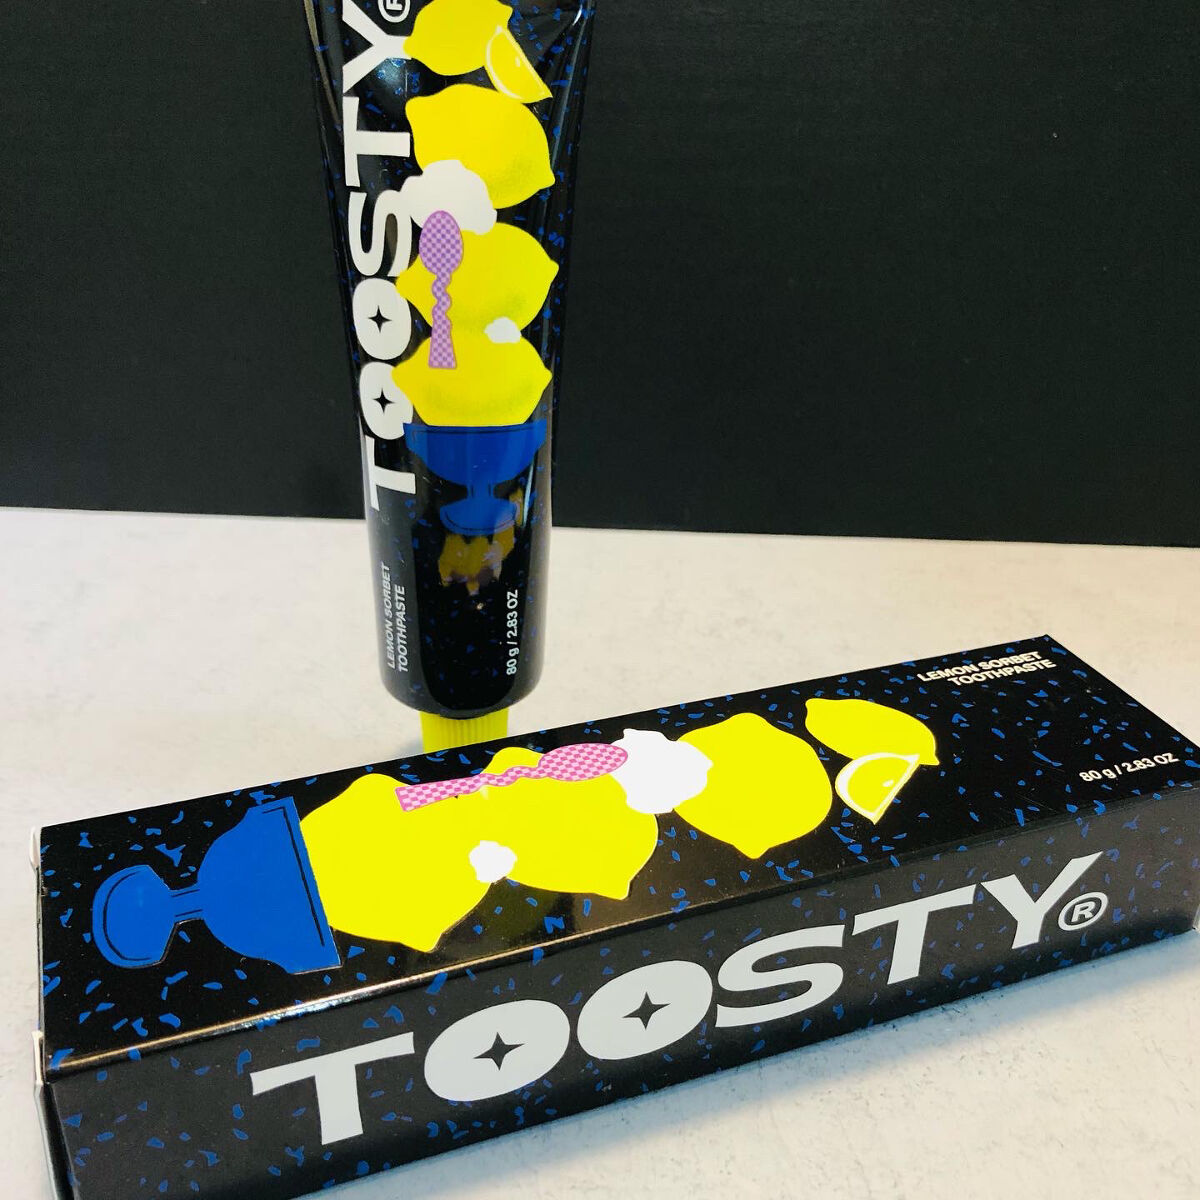 TOOSTY®
LEMON SORBET
TOOTHPASTE
80 g / 2.83 OZ
LEMON SORBET
TOOTHPASTE
80 g / 2.83 OZ
TOOSTY®